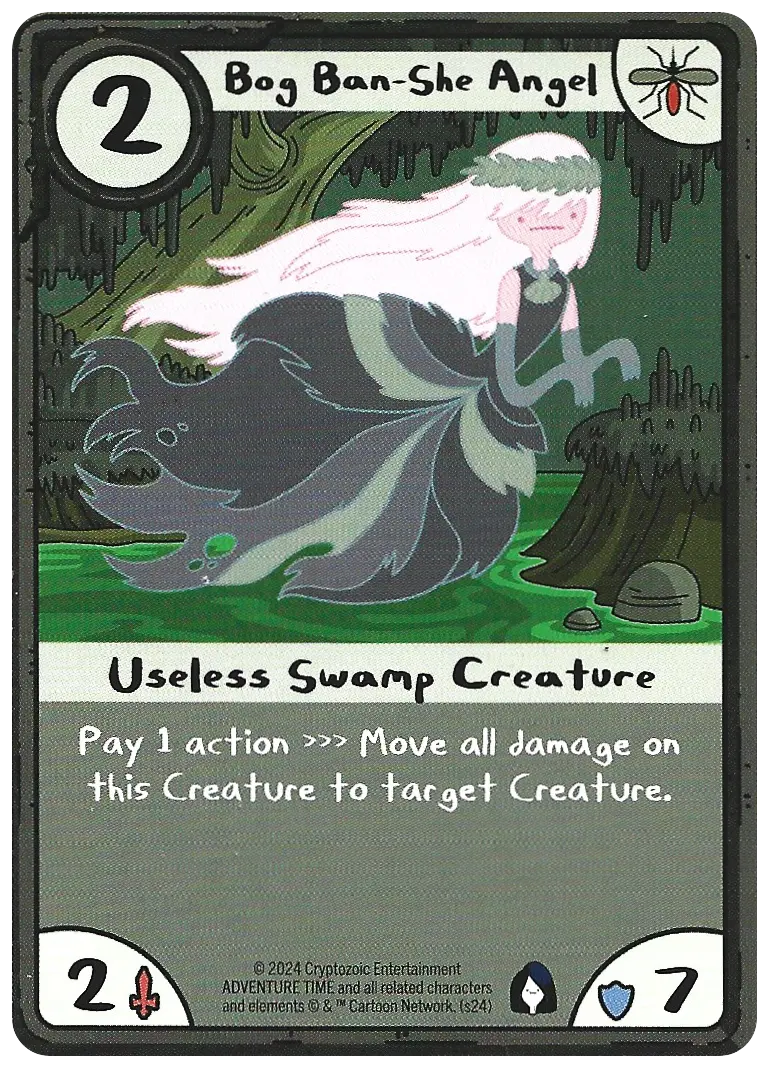 2
Bog Ban-She Angel
Useless Swamp Creature
Pay 1 action >>> Move all damage on
this Creature to target Creature.
2
© 2024 Cryptozoic Entertainment
ADVENTURE TIME and all related characters
and elements © & ™ Cartoon Network. (s24)
7